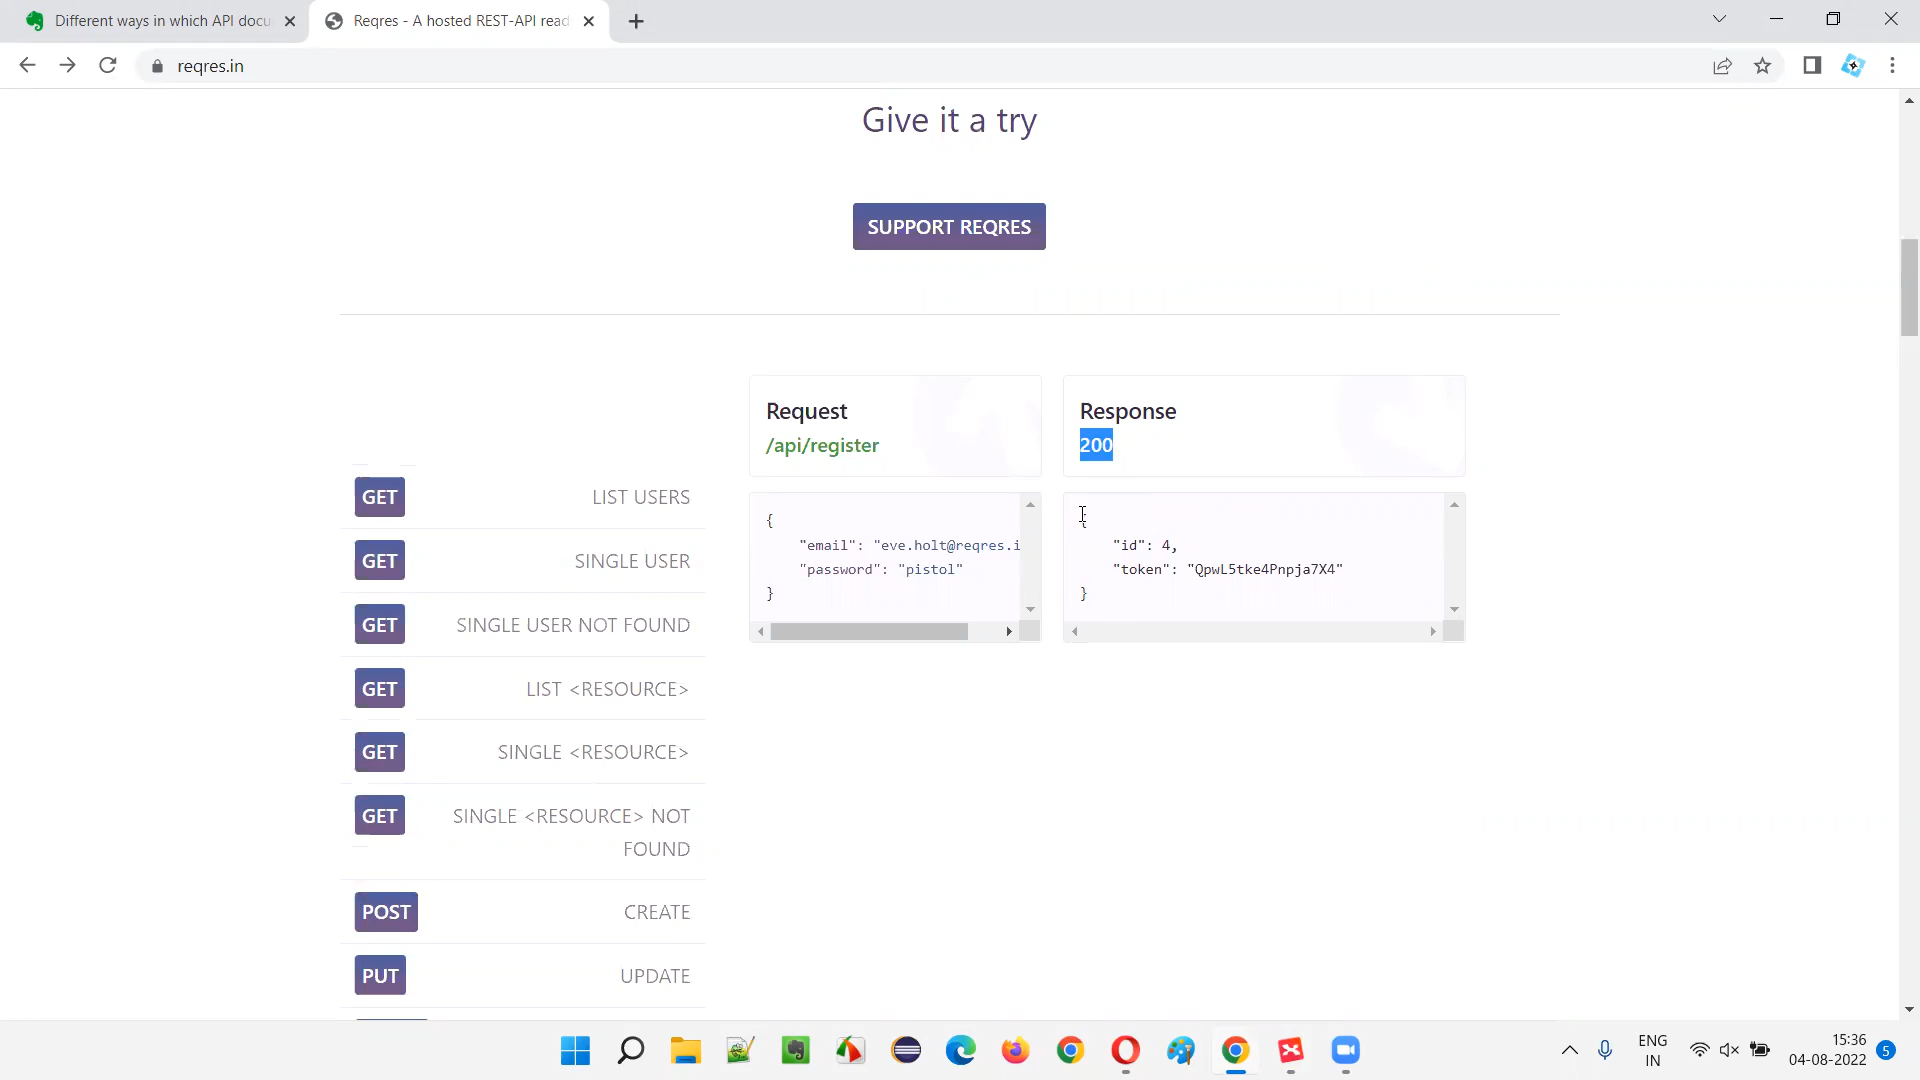 Different ways in which API docu
Reqres - A hosted REST-API read
reqres.in
Give it a try
SUPPORT REQRES
Request
/api/register
Response
200
GET LIST USERS
GET SINGLE USER
GET SINGLE USER NOT FOUND
GET LIST <RESOURCE>
GET SINGLE <RESOURCE>
GET SINGLE <RESOURCE> NOT
FOUND
POST CREATE
PUT UPDATE
{
"email": "eve.holt@reqres.i
"password": "pistol"
}
{
"id": 4,
"token": "QpwL5tke4Pnpja7X4"
}
ENG
IN
15:36
04-08-2022
5